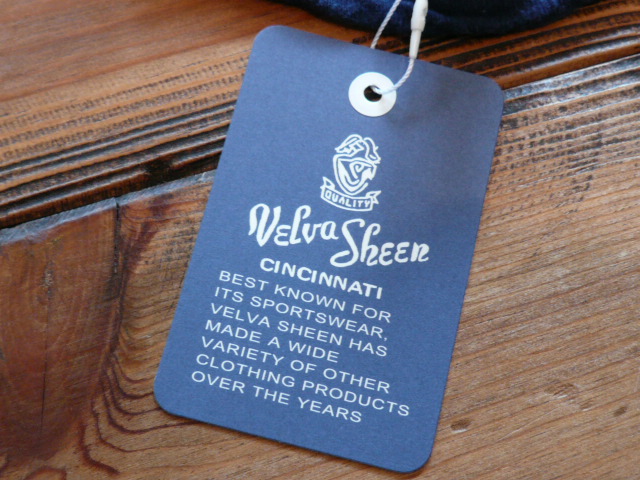 QUALITY
Velva Sheen
CINCINNATI
BEST KNOWN FOR
ITS SPORTSWEAR,
VELVA SHEEN HAS
MADE A WIDE
VARIETY OF OTHER
CLOTHING PRODUCTS
OVER THE YEARS